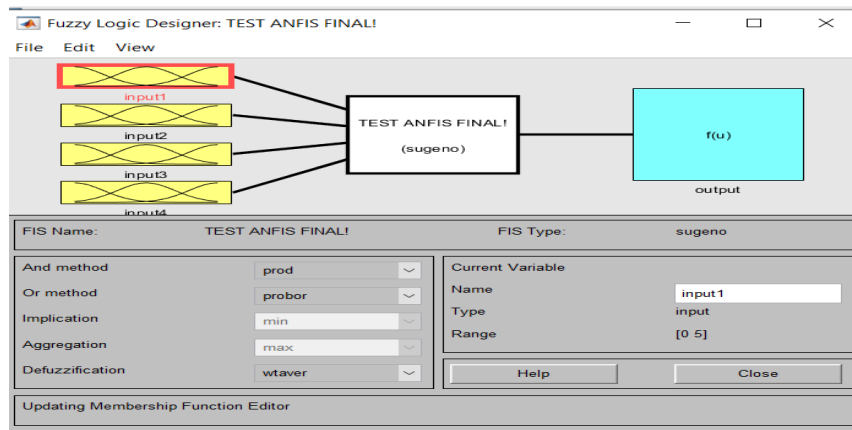 Fuzzy Logic Designer: TEST ANFIS FINAL!
File Edit View
input1
input2
input3
input4
TEST ANFIS FINAL!
(sugeno)
f(u)
output
FIS Name: TEST ANFIS FINAL! FIS Type: sugeno
And method prod
Or method probor
Implication min
Aggregation max
Defuzzification wtaver
Current Variable
Name input1
Type input
Range [0 5]
Help Close
Updating Membership Function Editor